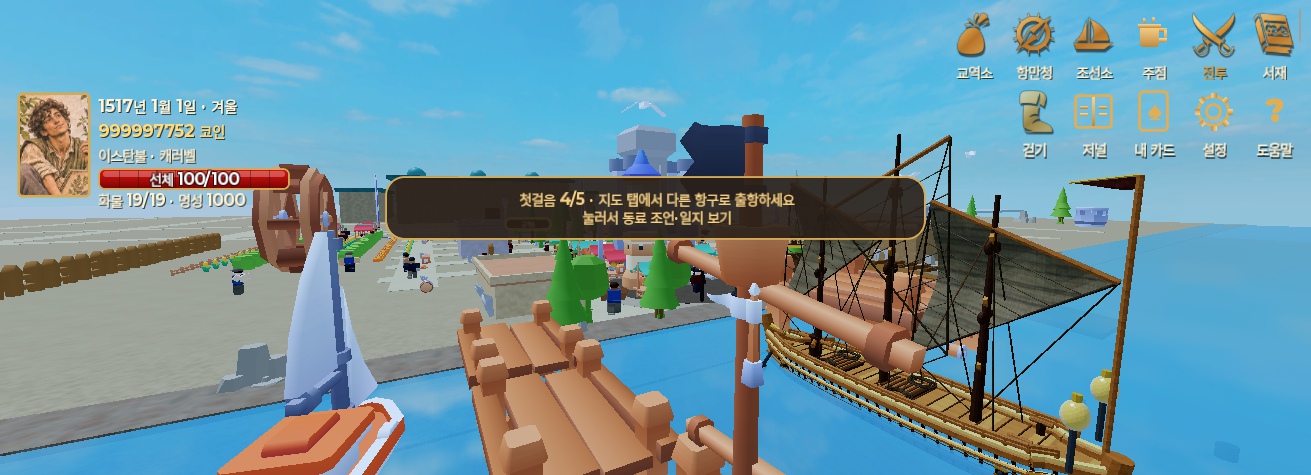 교역소 항만청 조선소 주점 전투 서재
걷기 저널 내 카드 설정 도움말
1517년 1월 1일 · 겨울
999997752 코인
이스탄불 · 캐러벨
선체 100/100
화물 19/19 · 명성 1000
첫걸음 4/5 · 지도 탭에서 다른 항구로 출항하세요
눌러서 동료 조언·일지 보기